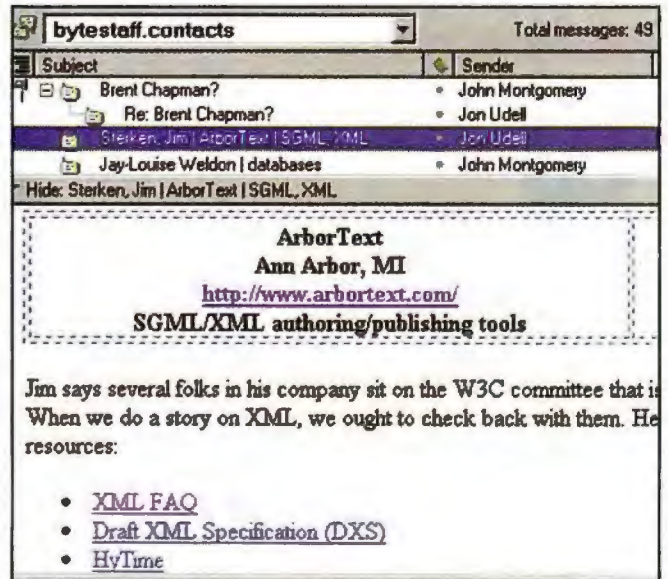 bytestaff.contacts
Total messages: 49
Subject
Sender
Brent Chapman?
John Montgomery
Re: Brent Chapman?
Jon Udell
Sterken, Jim | ArborText | SGML, XML
Jon Udell
Jay-Louise Weldon | databases
John Montgomery
Hide: Sterken, Jim | ArborText | SGML, XML
ArborText
Ann Arbor, MI
http://www.arbortext.com/
SGML/XML authoring/publishing tools
Jim says several folks in his company sit on the W3C committee that is
When we do a story on XML, we ought to check back with them. He
resources:
• XML FAQ
• Draft XML Specification (DXS)
• HyTime